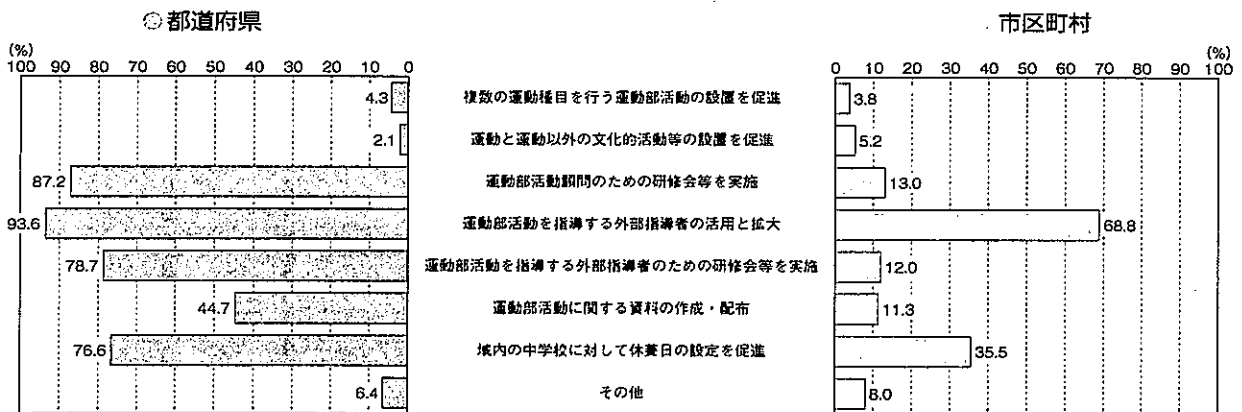 ◎都道府県
市区町村
(%)
100 90 80 70 60 50 40 30 20 10 0
(%)
0 10 20 30 40 50 60 70 80 90 100
4.3 複数の運動種目を行う運動部活動の設置を促進 3.8
2.1 運動と運動以外の文化的活動等の設置を促進 5.2
87.2 運動部活動顧問のための研修会等を実施 13.0
93.6 運動部活動を指導する外部指導者の活用と拡大 68.8
78.7 運動部活動を指導する外部指導者のための研修会等を実施 12.0
44.7 運動部活動に関する資料の作成・配布 11.3
76.6 域内の中学校に対して休養日の設定を促進 35.5
6.4 その他 8.0